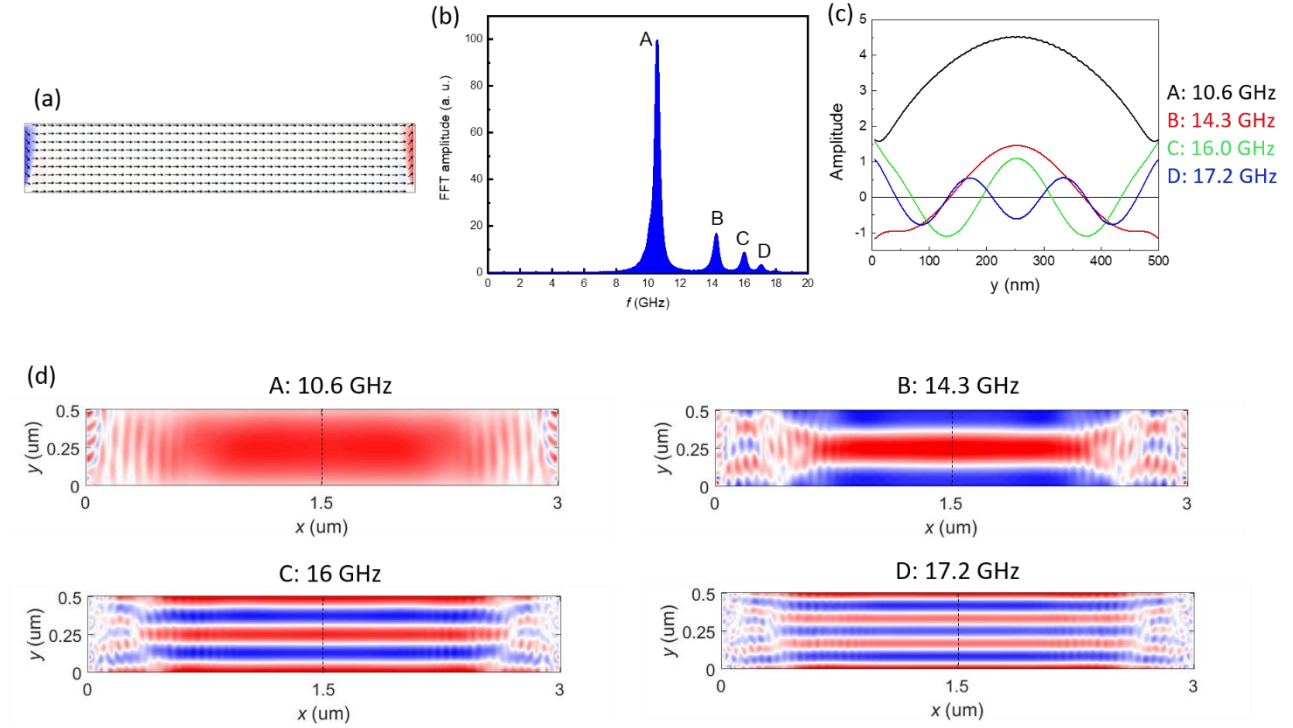 (a)
(b)
FFT amplitude (a. u.)
100
80
60
40
20
0
A
B
C
D
0 2 4 6 8 10 12 14 16 18 20
f (GHz)
(c)
Amplitude
5
4
3
2
1
0
-1
0 100 200 300 400 500
y (nm)
A: 10.6 GHz
B: 14.3 GHz
C: 16.0 GHz
D: 17.2 GHz
(d)
A: 10.6 GHz
y (um)
0.5
0.25
0
0 1.5 3
x (um)
B: 14.3 GHz
y (um)
0.5
0.25
0
0 1.5 3
x (um)
C: 16 GHz
y (um)
0.5
0.25
0
0 1.5 3
x (um)
D: 17.2 GHz
y (um)
0.5
0.25
0
0 1.5 3
x (um)